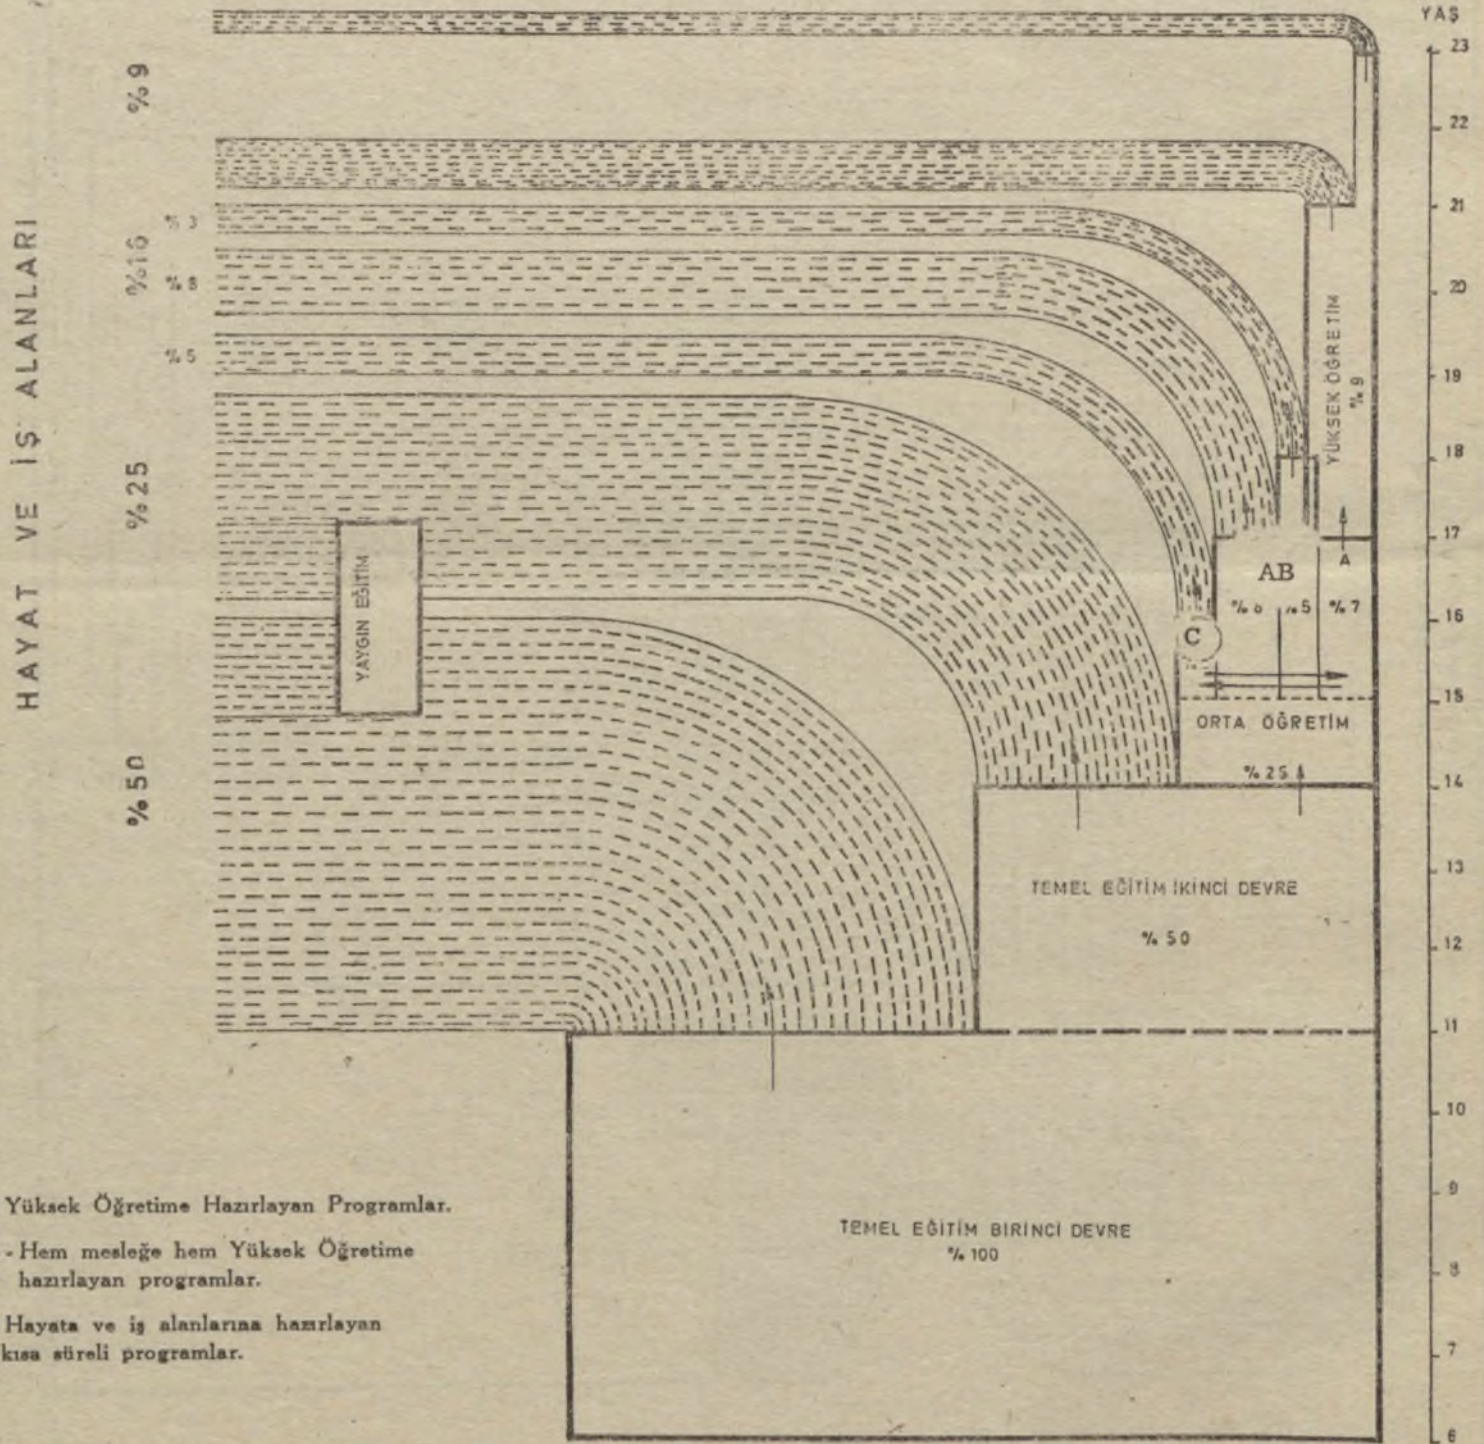 YAŞ
23
22
21
20
19
18
17
16
15
14
13
12
11
10
9
8
7
6
HAYAT VE İŞ ALANLARI
%9
%16
%3
%8
%5
%25
%50
YAYGIN EĞİTİM
YÜKSEK ÖĞRETİM
%9
A
AB
%5 %7
C
ORTA ÖĞRETİM
%25
TEMEL EĞİTİM İKİNCİ DEVRE
% 50
TEMEL EĞİTİM BİRİNCİ DEVRE
% 100
Yüksek Öğretime Hazırlayan Programlar.
- Hem mesleğe hem Yüksek Öğretime
hazırlayan programlar.
Hayata ve iş alanlarına hazırlayan
kısa süreli programlar.